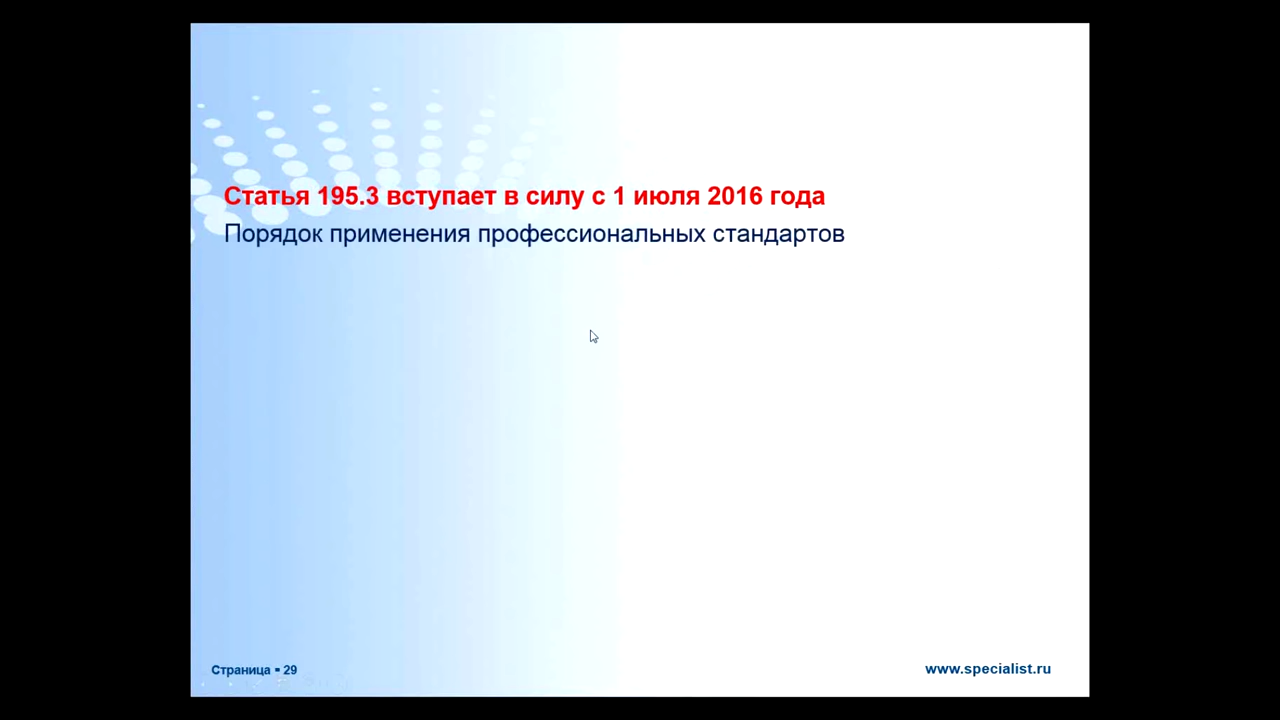 Статья 195.3 вступает в силу с 1 июля 2016 года
Порядок применения профессиональных стандартов
Страница ▪ 29
www.specialist.ru